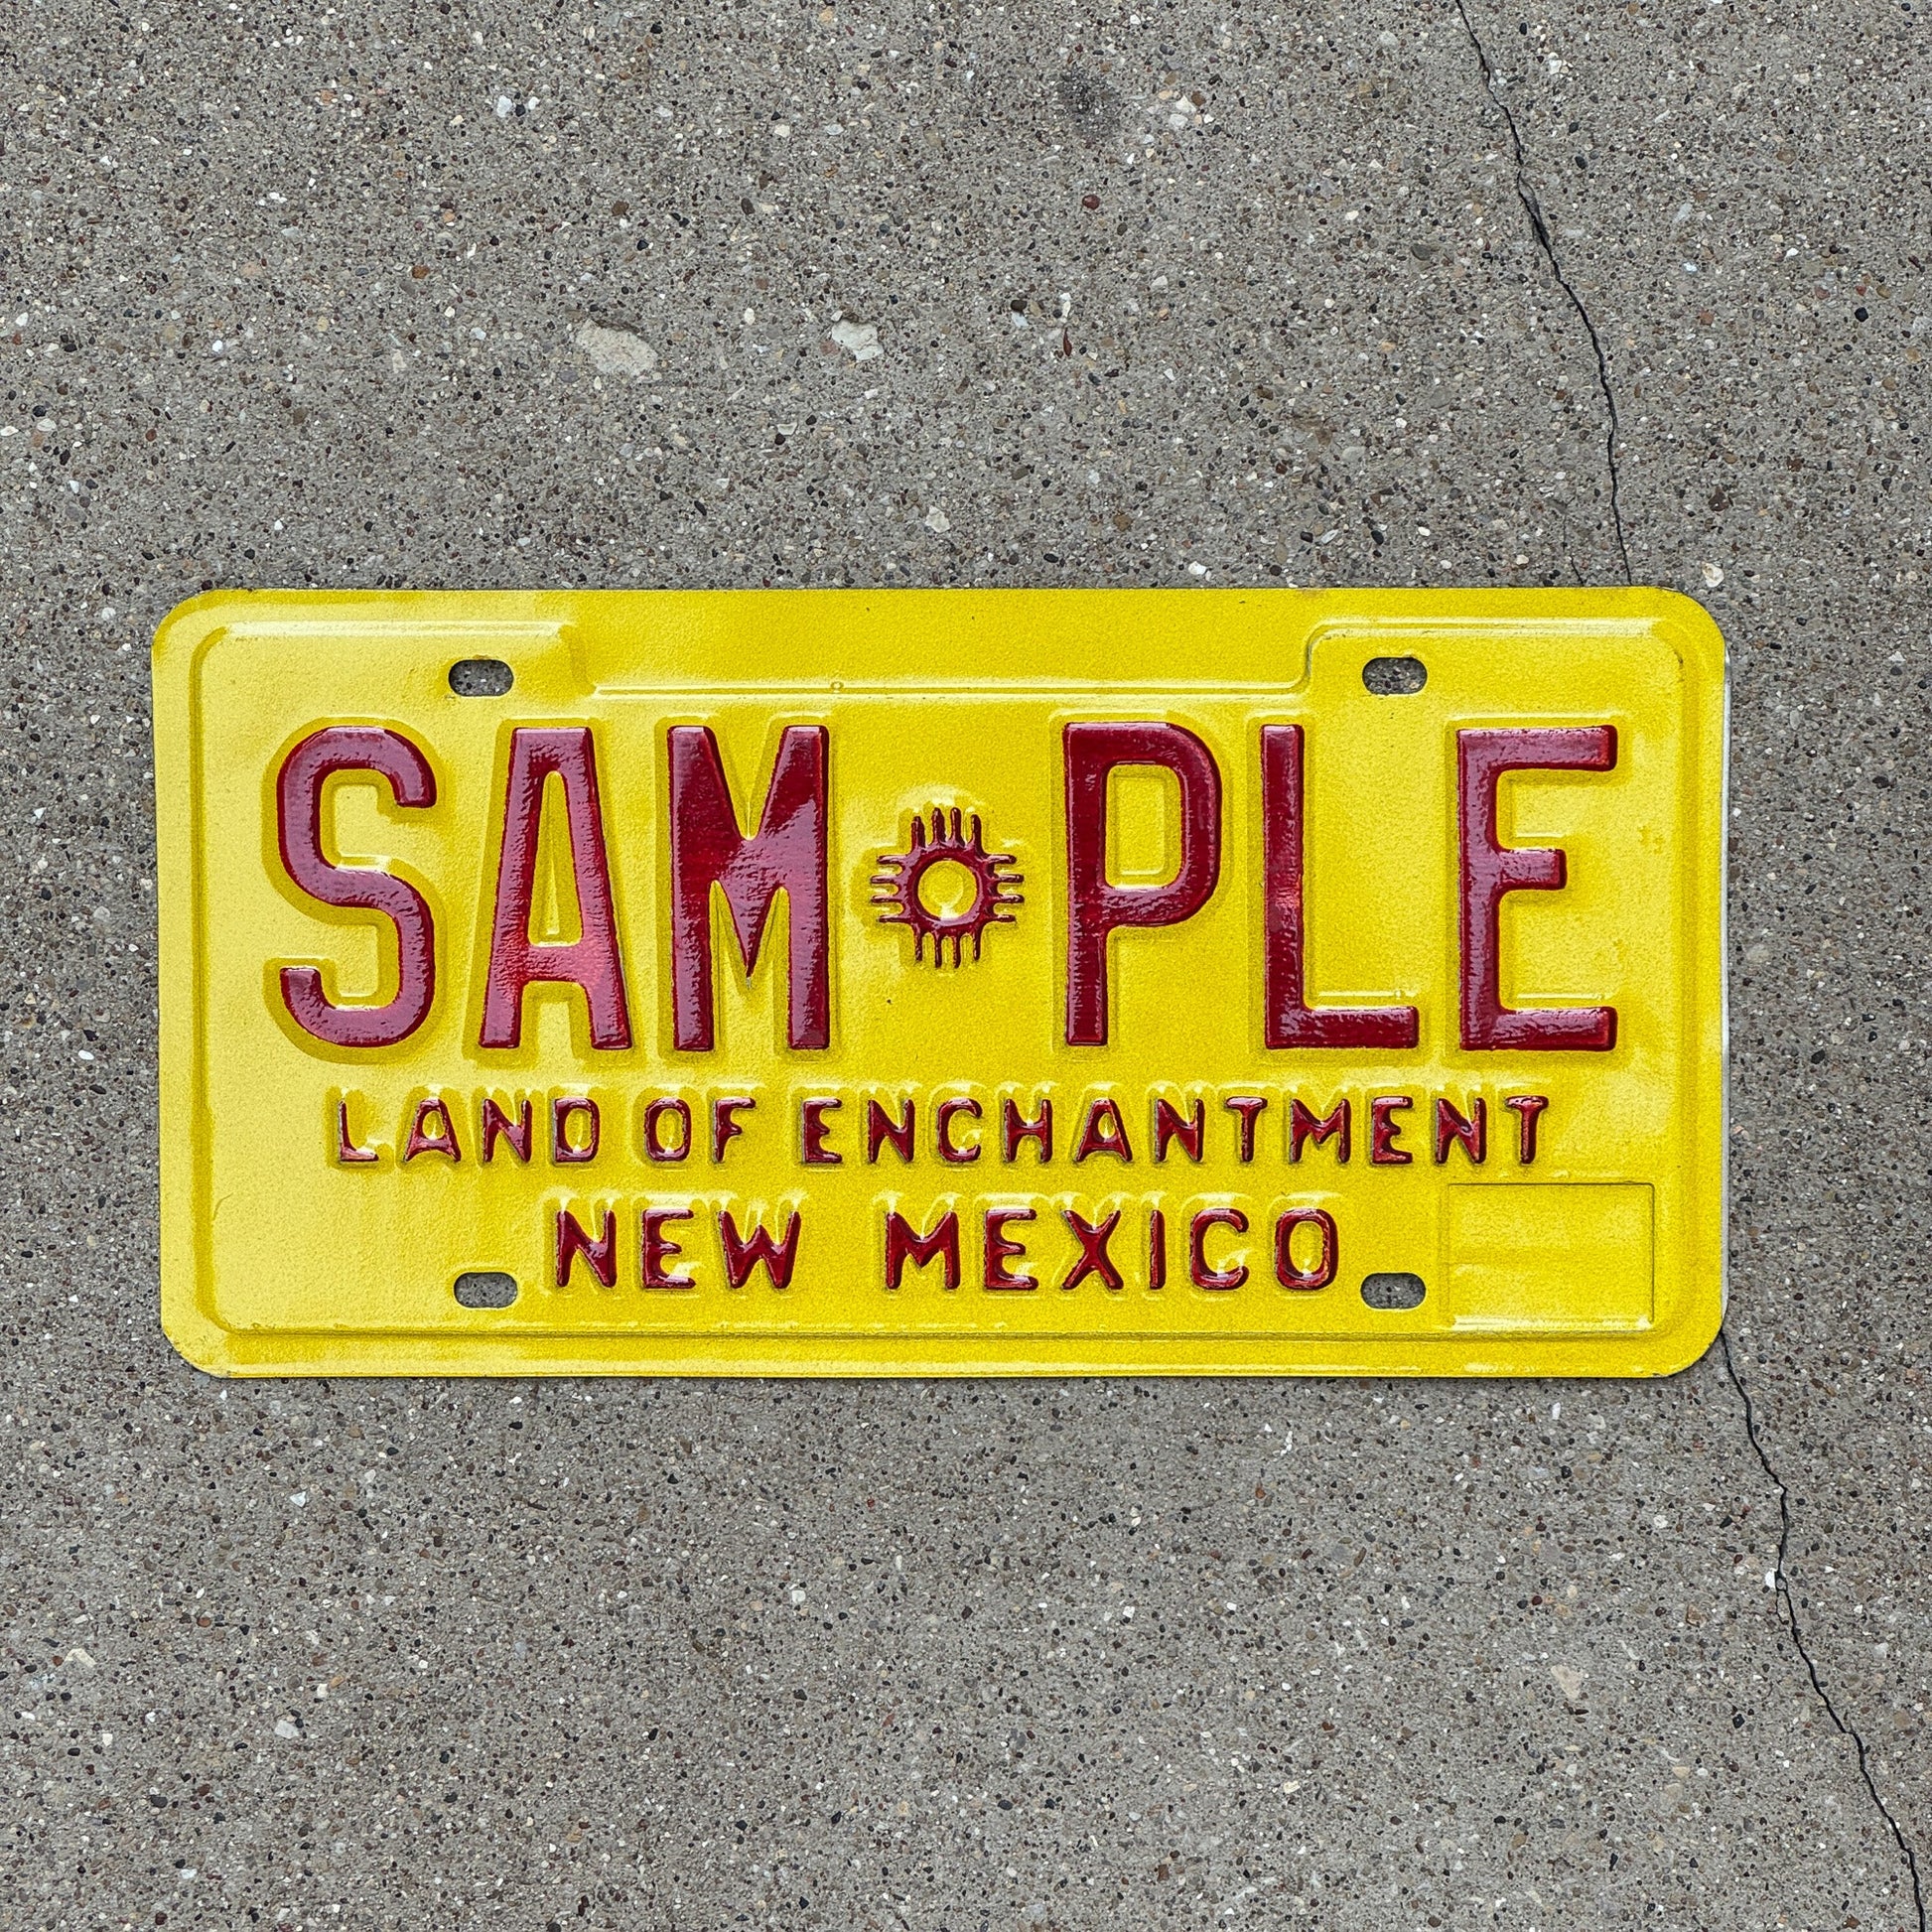 SAM PLE
LAND OF ENCHANTMENT
NEW MEXICO